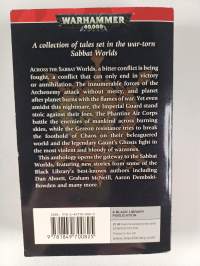 WARHAMMER
40,000
A collection of tales set in the war-torn
Sabbat Worlds
ACROSS THE SABBAT WORLDS, a bitter conflict is being
fought, a conflict that can only end in victory
or annihilation. The innumerable forces of the
Archenemy attack without mercy, and planet
after planet burns with the flames of war. Yet even
amidst this nightmare, the Imperial Guard stand
stoic against their foes. The Phantine Air Corps
battle the enemies of mankind across burning
skies, while the Gereon resistance tries to break
the foothold of Chaos on their beleaguered world
and the legendary Gaunt's Ghosts fight in the
most violent and bloody of warzones.
This anthology opens the gateway to the Sabbat
Worlds, featuring new stories from some of the
Black Library's best-known authors including
Dan Abnett, Graham McNeill, Aaron Dembski-
Bowden and many more
A BLACK LIBRARY
PUBLICATION
9 781849 700825